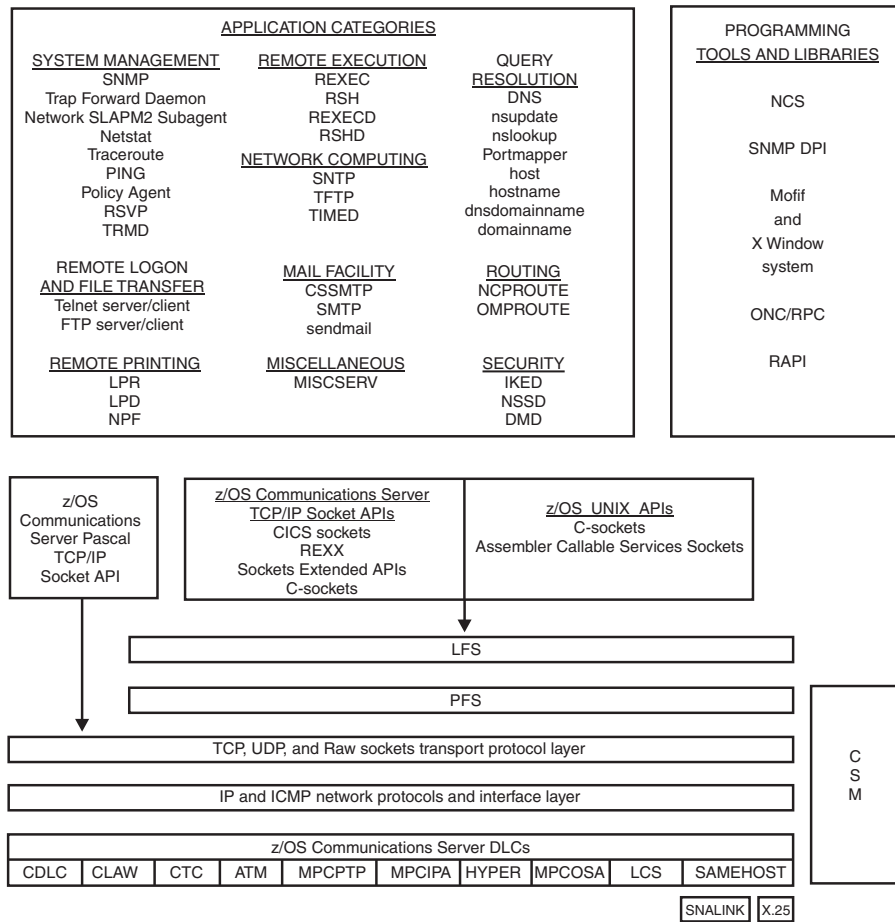 APPLICATION CATEGORIES
SYSTEM MANAGEMENT
SNMP
Trap Forward Daemon
Network SLAPM2 Subagent
Netstat
Traceroute
PING
Policy Agent
RSVP
TRMD
REMOTE EXECUTION
REXEC
RSH
REXECD
RSHD
NETWORK COMPUTING
SNTP
TFTP
TIMED
QUERY
RESOLUTION
DNS
nsupdate
nslookup
Portmapper
host
hostname
dnsdomainname
domainname
REMOTE LOGON
AND FILE TRANSFER
Telnet server/client
FTP server/client
MAIL FACILITY
CSSMTP
SMTP
sendmail
ROUTING
NCPROUTE
OMPROUTE
REMOTE PRINTING
LPR
LPD
NPF
MISCELLANEOUS
MISCSERV
SECURITY
IKED
NSSD
DMD
PROGRAMMING
TOOLS AND LIBRARIES
NCS
SNMP DPI
Mofif
and
X Window
system
ONC/RPC
RAPI
z/OS
Communications
Server Pascal
TCP/IP
Socket API
z/OS Communications Server
TCP/IP Socket APIs
CICS sockets
REXX
Sockets Extended APIs
C-sockets
z/OS UNIX APIs
C-sockets
Assembler Callable Services Sockets
LFS
PFS
TCP, UDP, and Raw sockets transport protocol layer
IP and ICMP network protocols and interface layer
C
S
M
z/OS Communications Server DLCs
CDLC CLAW CTC ATM MPCPTP MPCIPA HYPER MPCOSA LCS SAMEHOST
SNALINK X.25